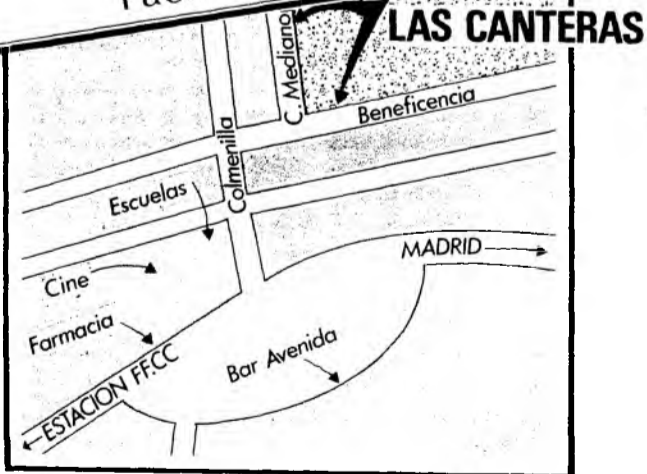 LAS CANTERAS
C. Mediano
Beneficencia
Colmenilla
Escuelas
MADRID
Cine
Farmacia
Bar Avenida
ESTACION FF.CC